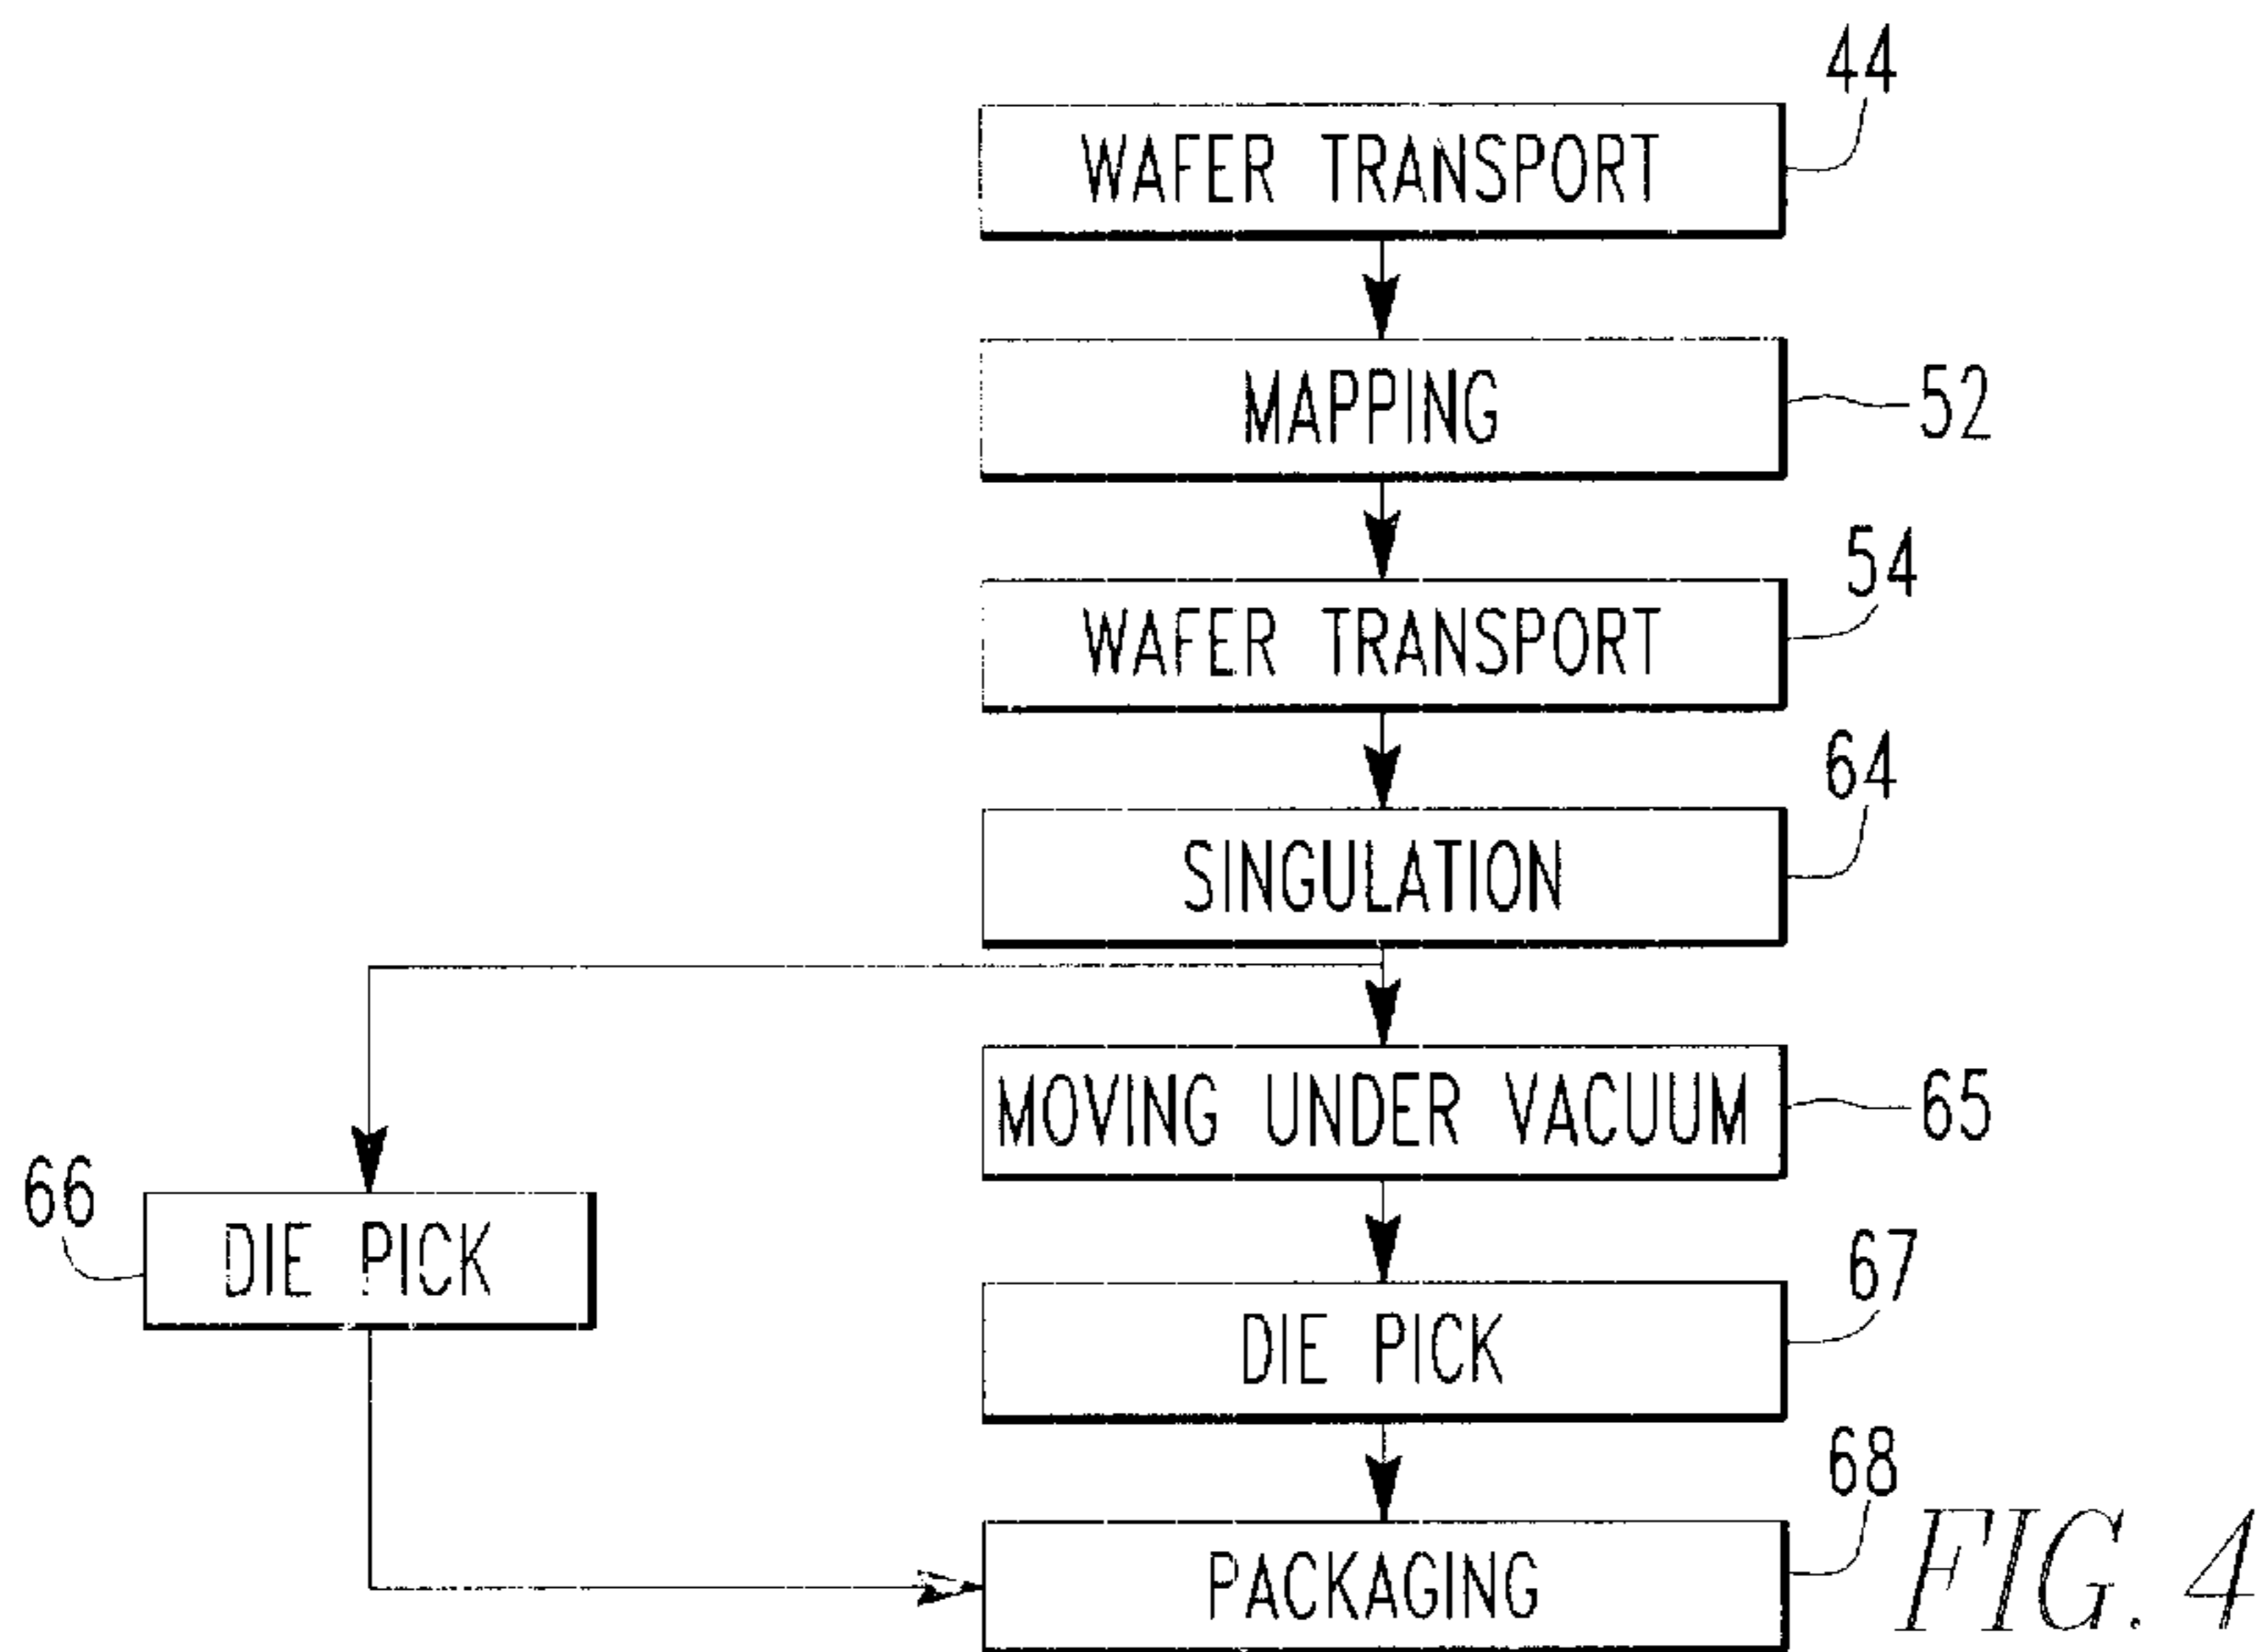 44
WAFER TRANSPORT
MAPPING
52
54
WAFER TRANSPORT
64
SINGULATION
MOVING UNDER VACUUM
65
66
DIE PICK
67
DIE PICK
68
PACKAGING
FIG. 4